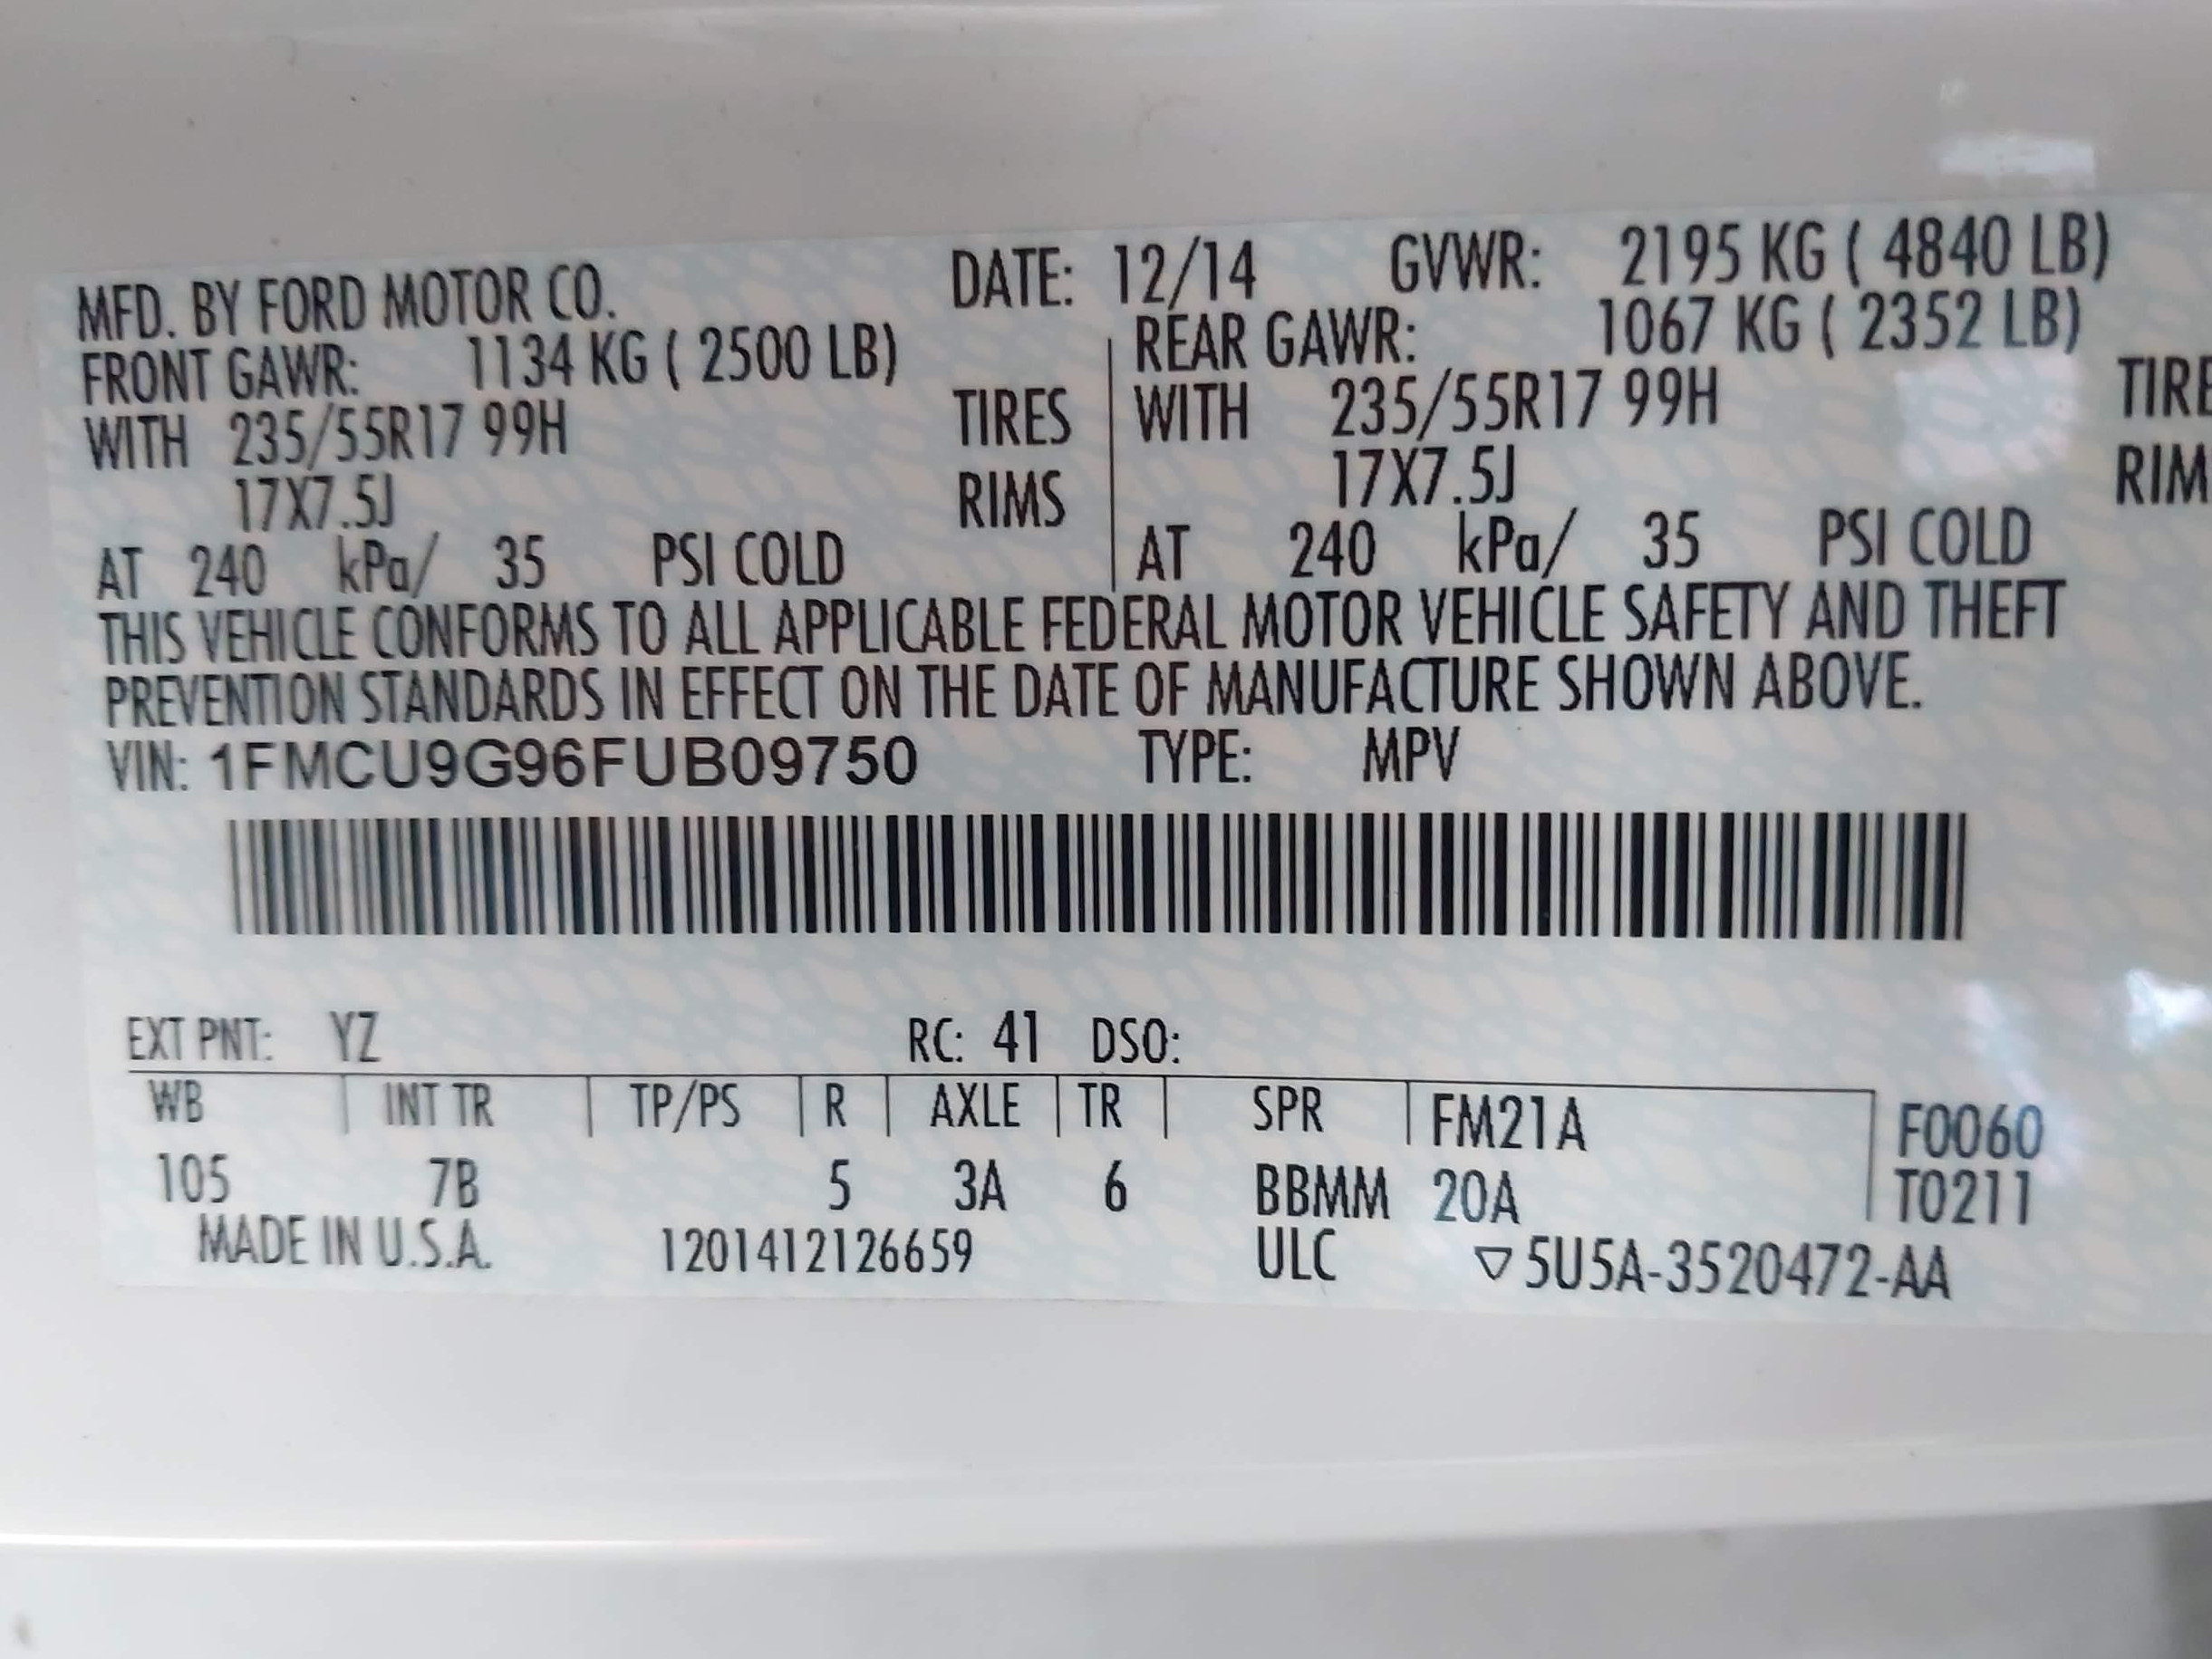 MFD. BY FORD MOTOR CO. DATE: 12/14 GVWR: 2195 KG ( 4840 LB)
FRONT GAWR: 1134 KG ( 2500 LB) REAR GAWR: 1067 KG ( 2352 LB)
WITH 235/55R17 99H TIRES WITH 235/55R17 99H TIRE
17X7.5J RIMS 17X7.5J RIM
AT 240 kPa/ 35 PSI COLD AT 240 kPa/ 35 PSI COLD
THIS VEHICLE CONFORMS TO ALL APPLICABLE FEDERAL MOTOR VEHICLE SAFETY AND THEFT
PREVENTION STANDARDS IN EFFECT ON THE DATE OF MANUFACTURE SHOWN ABOVE.
VIN: 1FMCU9G96FUB09750 TYPE: MPV
EXT PNT: YZ RC: 41 DSO:
WB INT TR TP/PS R AXLE TR SPR FM21A F0060
105 7B 5 3A 6 BBMM 20A T0211
MADE IN U.S.A. 1201412126659 ULC ▽5U5A-3520472-AA